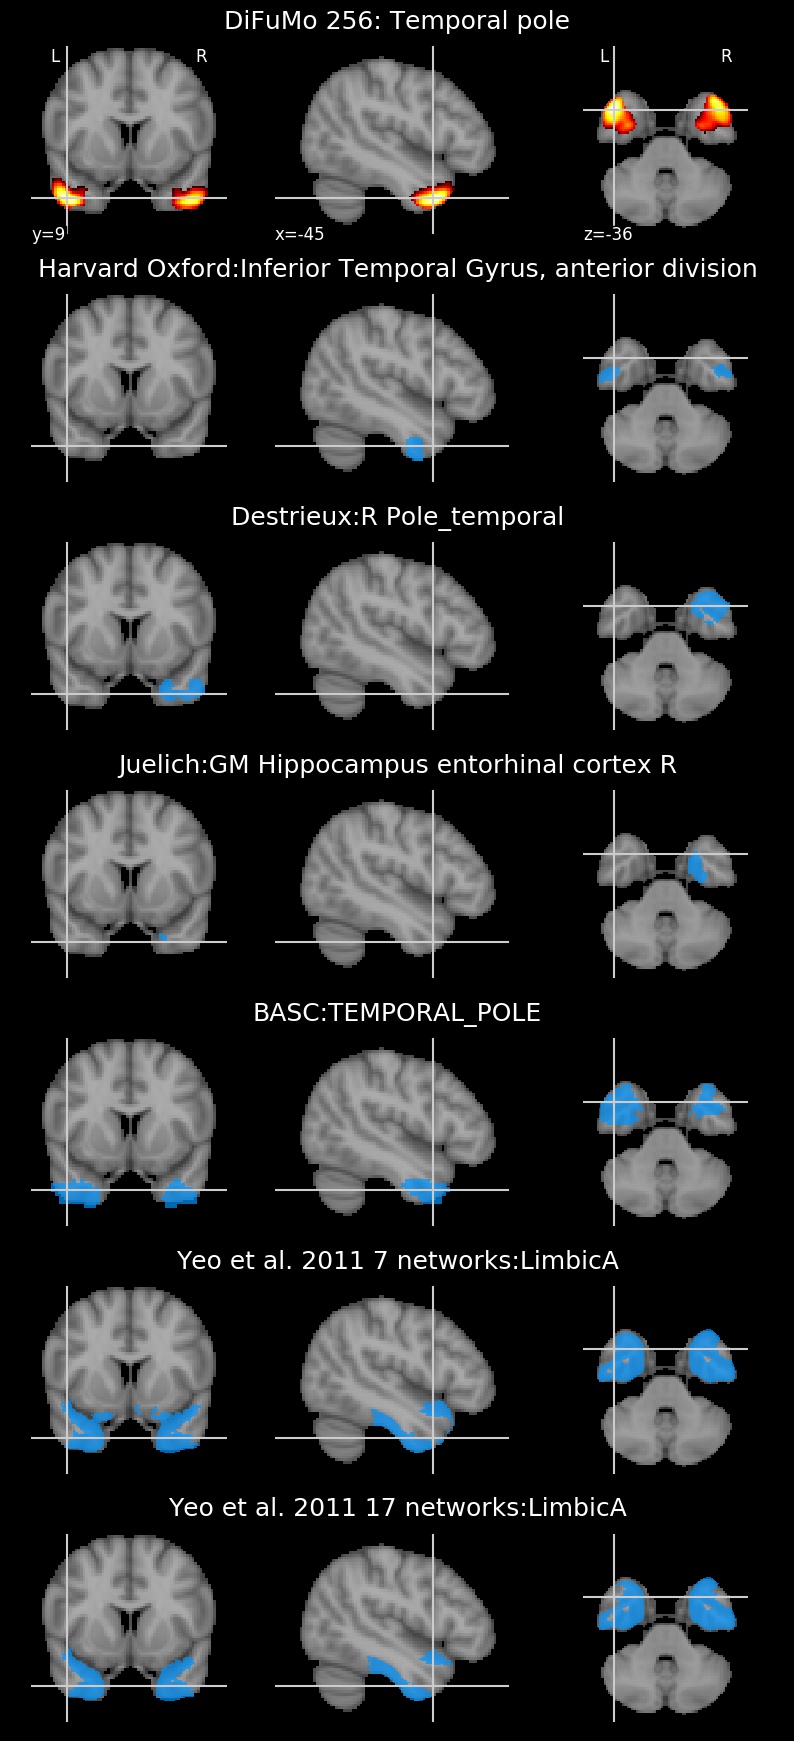 DiFuMo 256: Temporal pole
L R L R
y=9 x=-45 z=-36
Harvard Oxford:Inferior Temporal Gyrus, anterior division
Destrieux:R Pole_temporal
Juelich:GM Hippocampus entorhinal cortex R
BASC:TEMPORAL_POLE
Yeo et al. 2011 7 networks:LimbicA
Yeo et al. 2011 17 networks:LimbicA